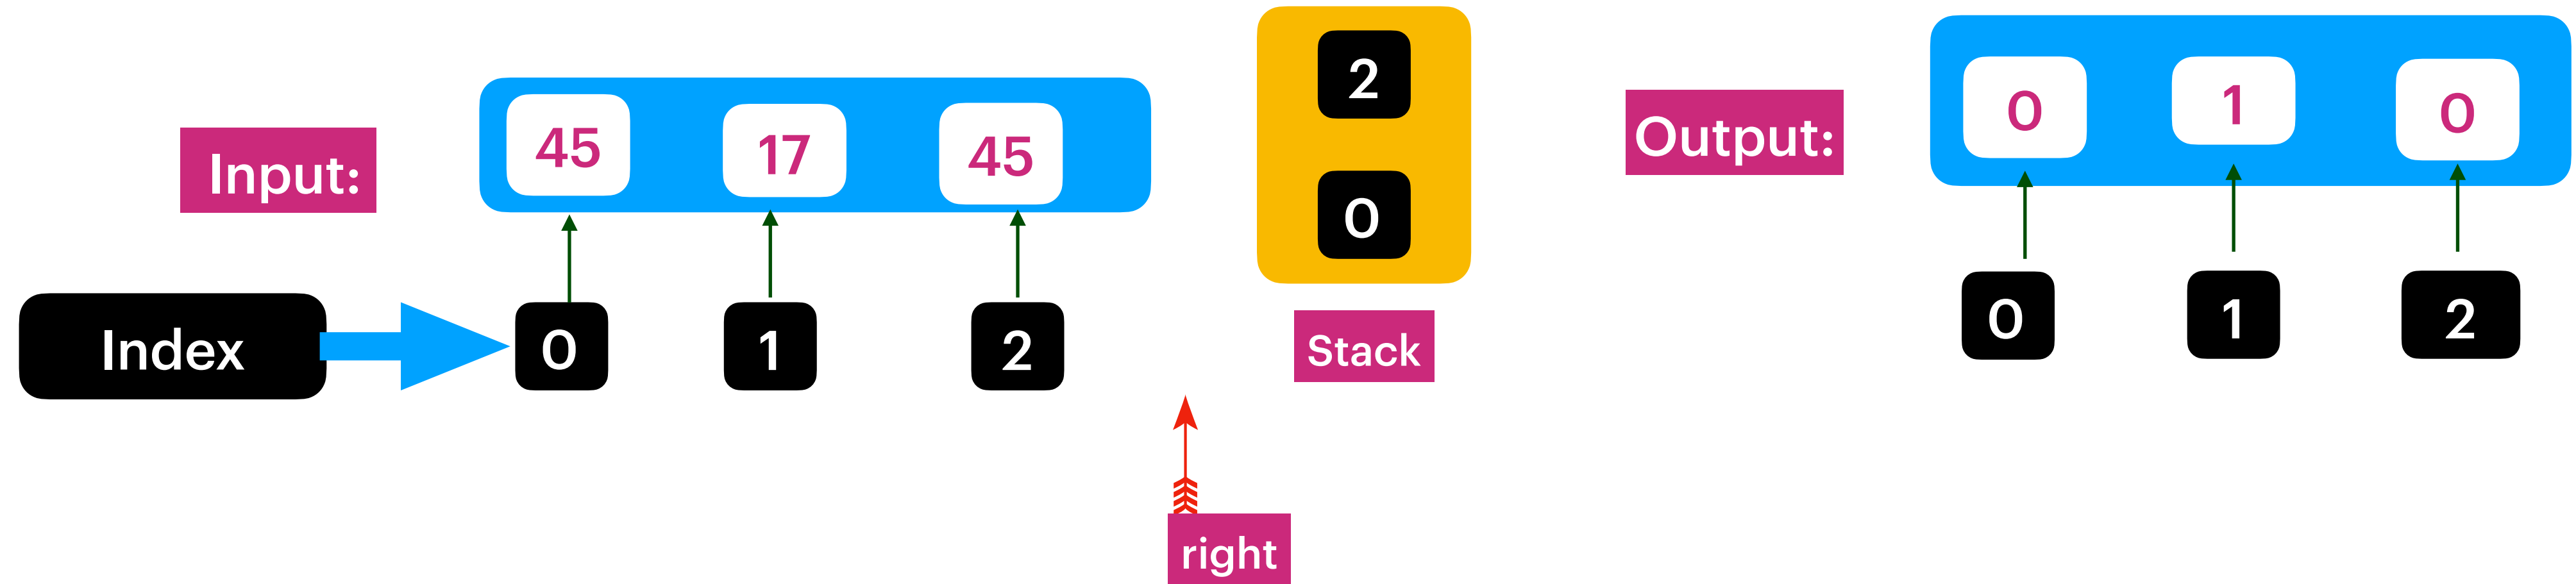 Input:
45 17 45
Index
0 1 2
2
0
Stack
right
Output:
0 1 0
0 1 2